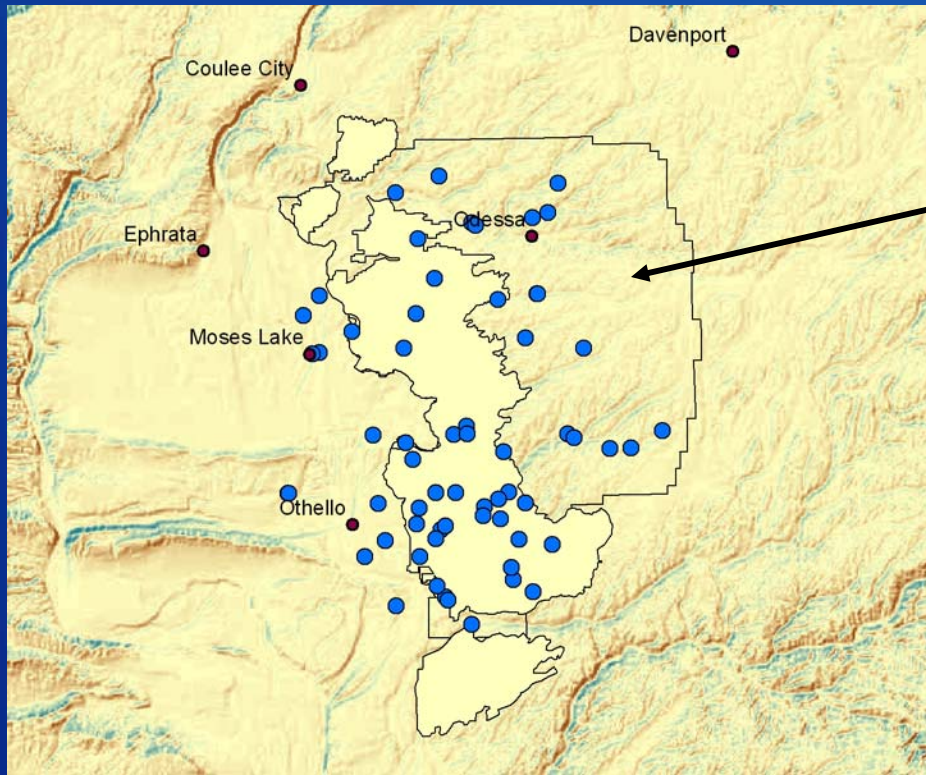 Davenport
Coulee City
Odessa
Ephrata
Moses Lake
Othello